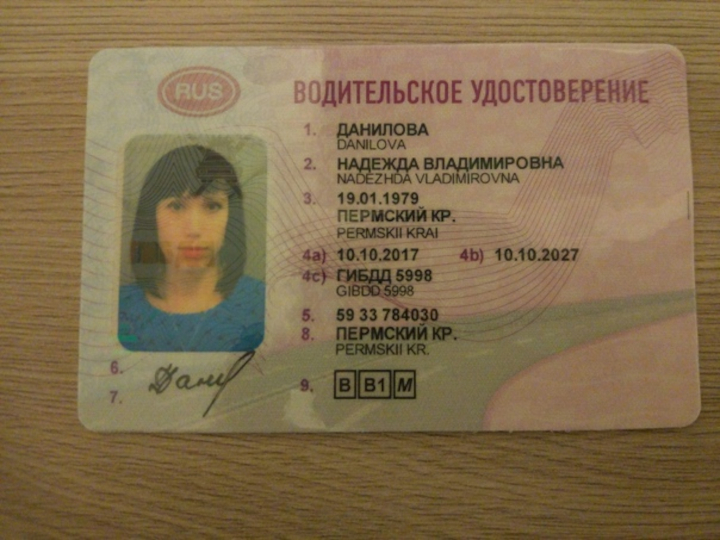 RUS
ВОДИТЕЛЬСКОЕ УДОСТОВЕРЕНИЕ
1. ДАНИЛОВА
DANILOVA
2. НАДЕЖДА ВЛАДИМИРОВНА
NADEZHDA VLADIMIROVNA
3. 19.01.1979
ПЕРМСКИЙ КР.
PERMSKII KRAI
4a) 10.10.2017 4b) 10.10.2027
4c) ГИБДД 5998
GIBDD 5998
5. 59 33 784030
8. ПЕРМСКИЙ КР.
PERMSKII KR.
6.
7. Дани
9. B B1 M